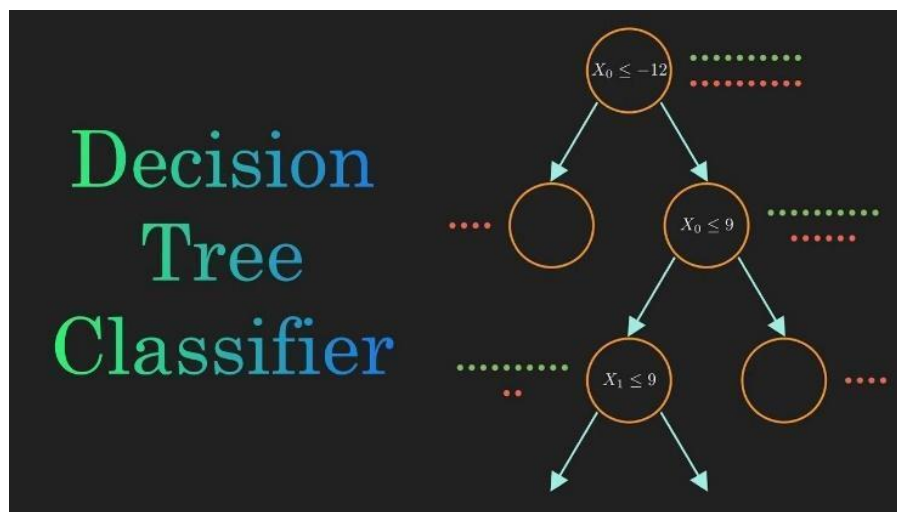 Decision
Tree
Classifier
X₀ ≤ −12
X₀ ≤ 9
X₁ ≤ 9